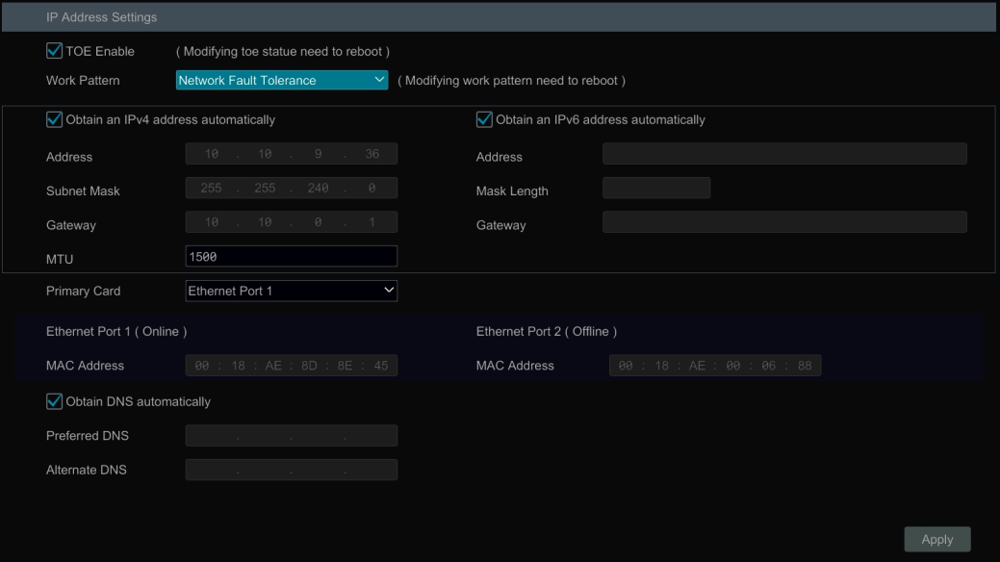 IP Address Settings
TOE Enable ( Modifying toe statue need to reboot )
Work Pattern Network Fault Tolerance ( Modifying work pattern need to reboot )
Obtain an IPv4 address automatically Obtain an IPv6 address automatically
Address 10 . 10 . 9 . 36 Address
Subnet Mask 255 . 255 . 240 . 0 Mask Length
Gateway 10 . 10 . 0 . 1 Gateway
MTU 1500
Primary Card Ethernet Port 1
Ethernet Port 1 ( Online ) Ethernet Port 2 ( Offline )
MAC Address 00 : 18 : AE : 8D : 8E : 45 MAC Address 00 : 18 : AE : 00 : 06 : 88
Obtain DNS automatically
Preferred DNS . . .
Alternate DNS . . .
Apply